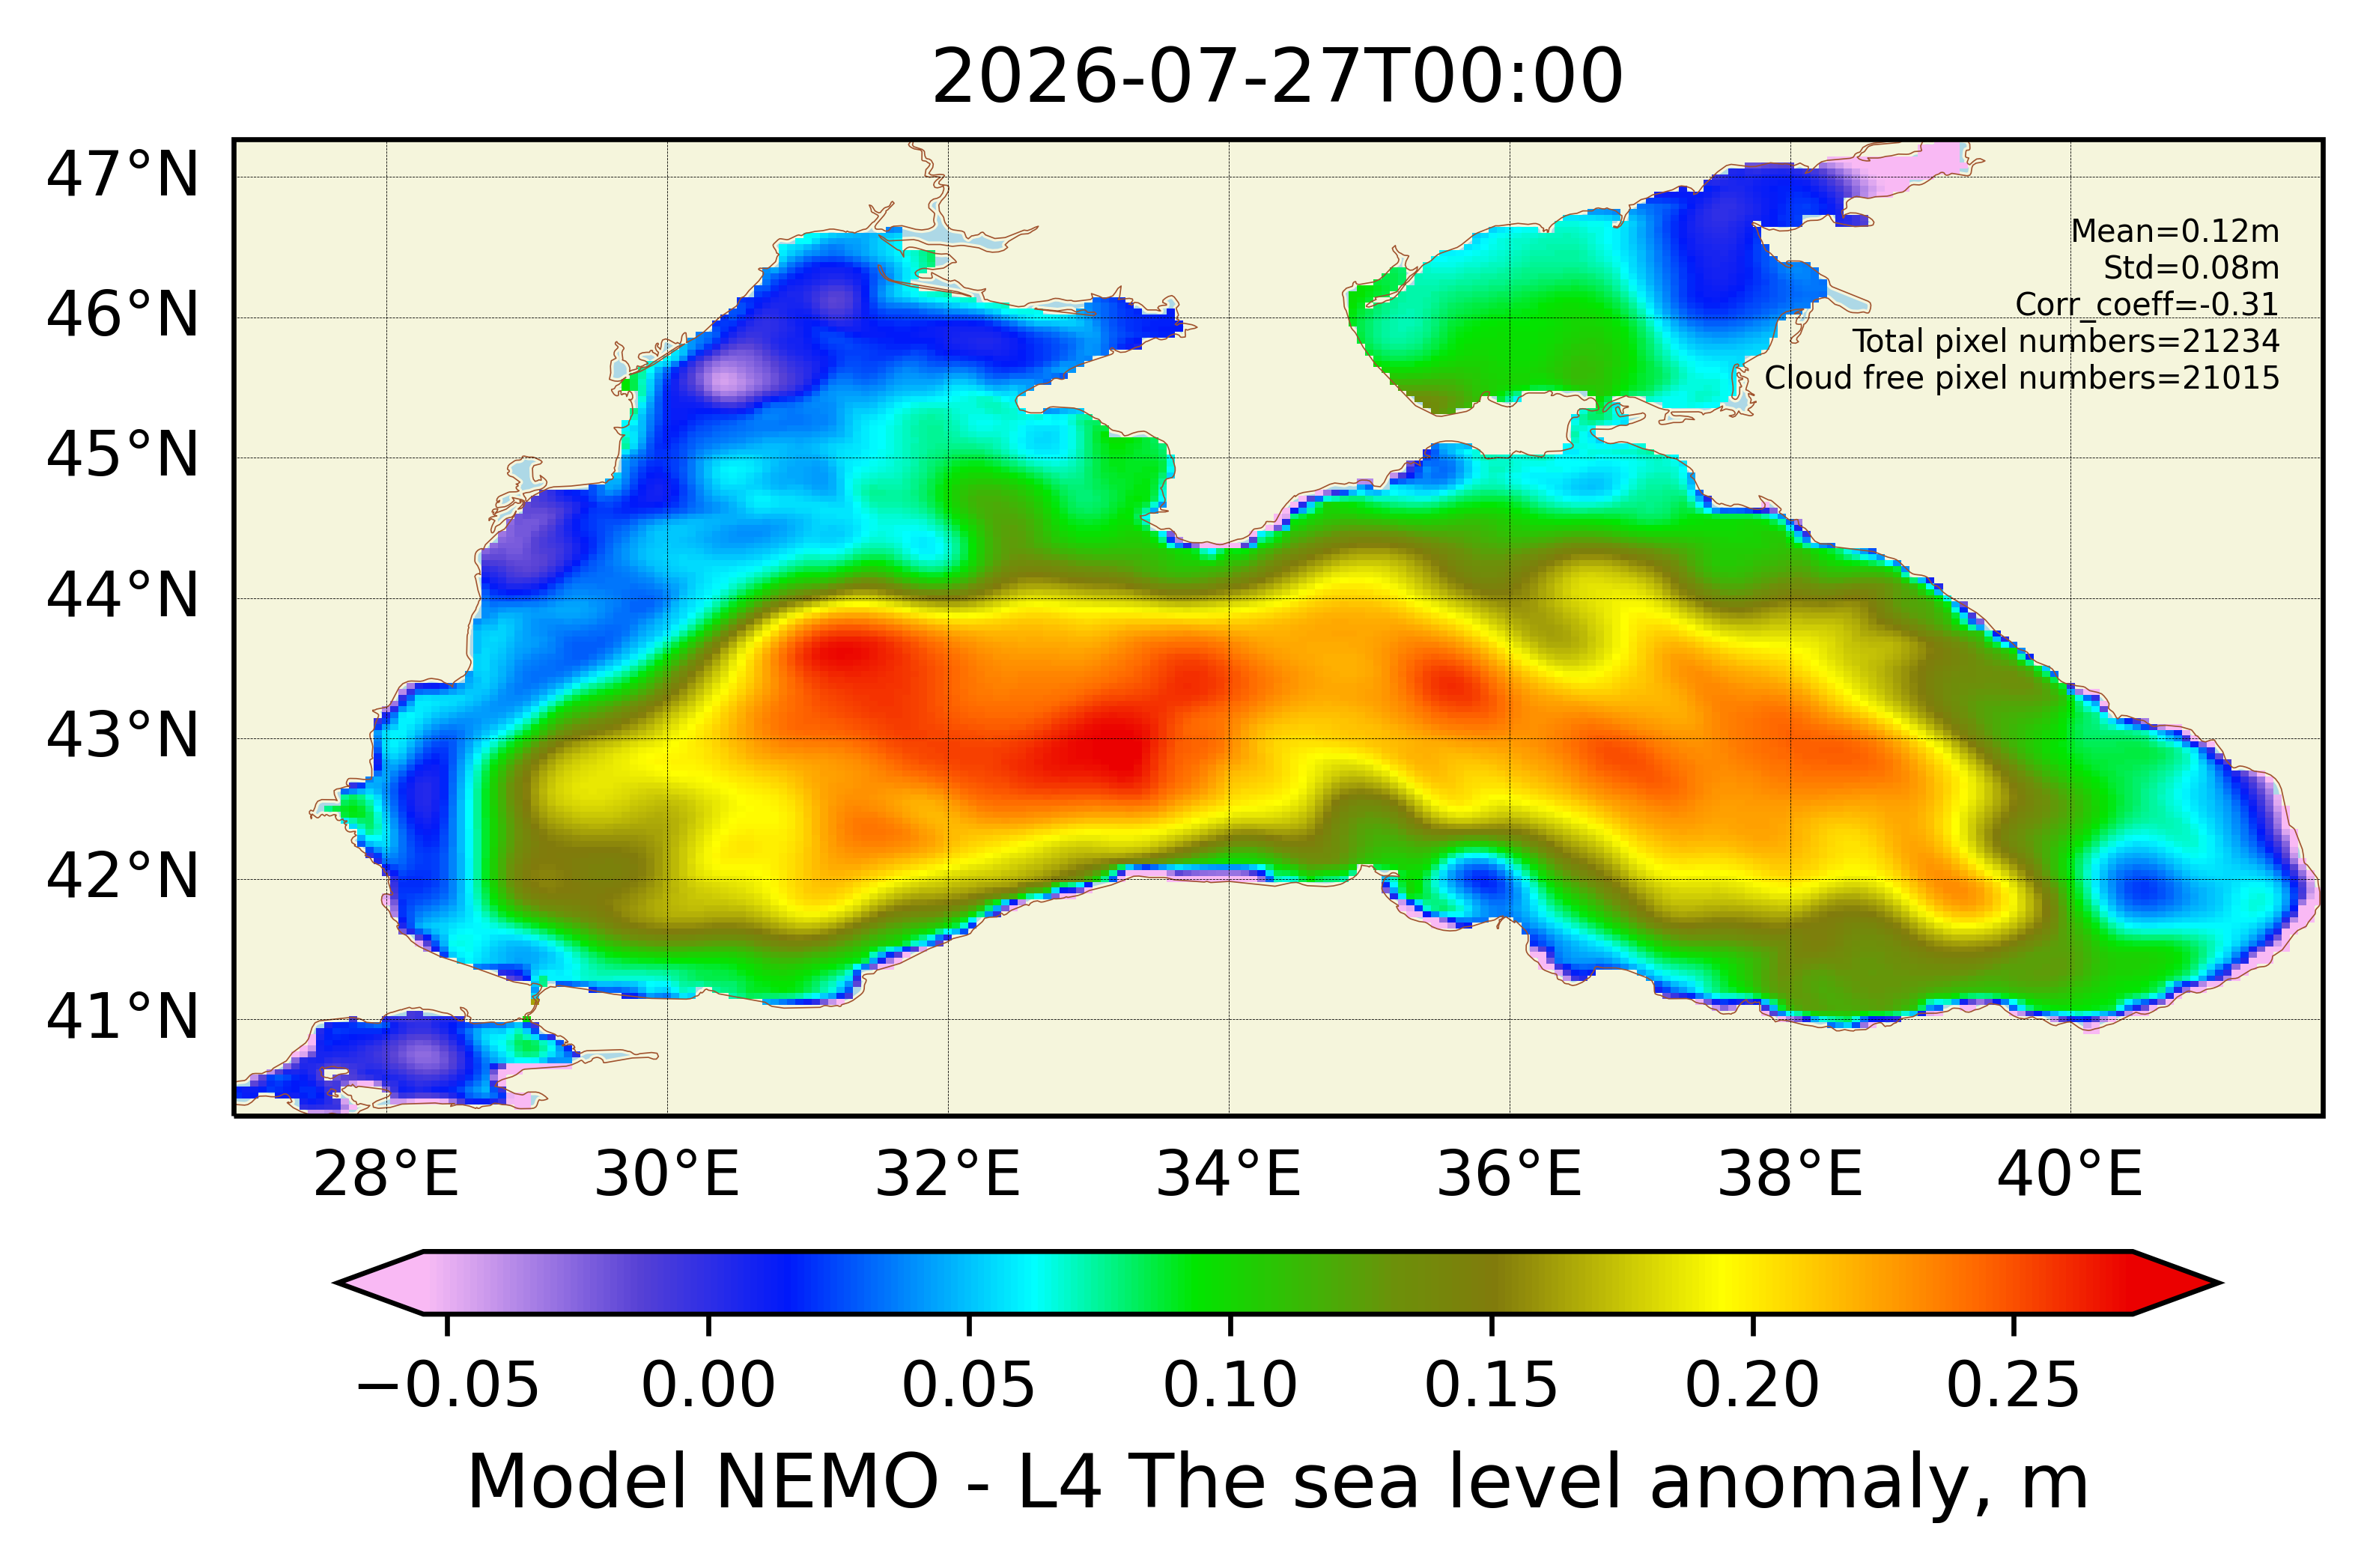 2026-07-27T00:00
47°N
46°N
45°N
44°N
43°N
42°N
41°N
Mean=0.12m
Std=0.08m
Corr_coeff=-0.31
Total pixel numbers=21234
Cloud free pixel numbers=21015
28°E 30°E 32°E 34°E 36°E 38°E 40°E
−0.05 0.00 0.05 0.10 0.15 0.20 0.25
Model NEMO - L4 The sea level anomaly, m